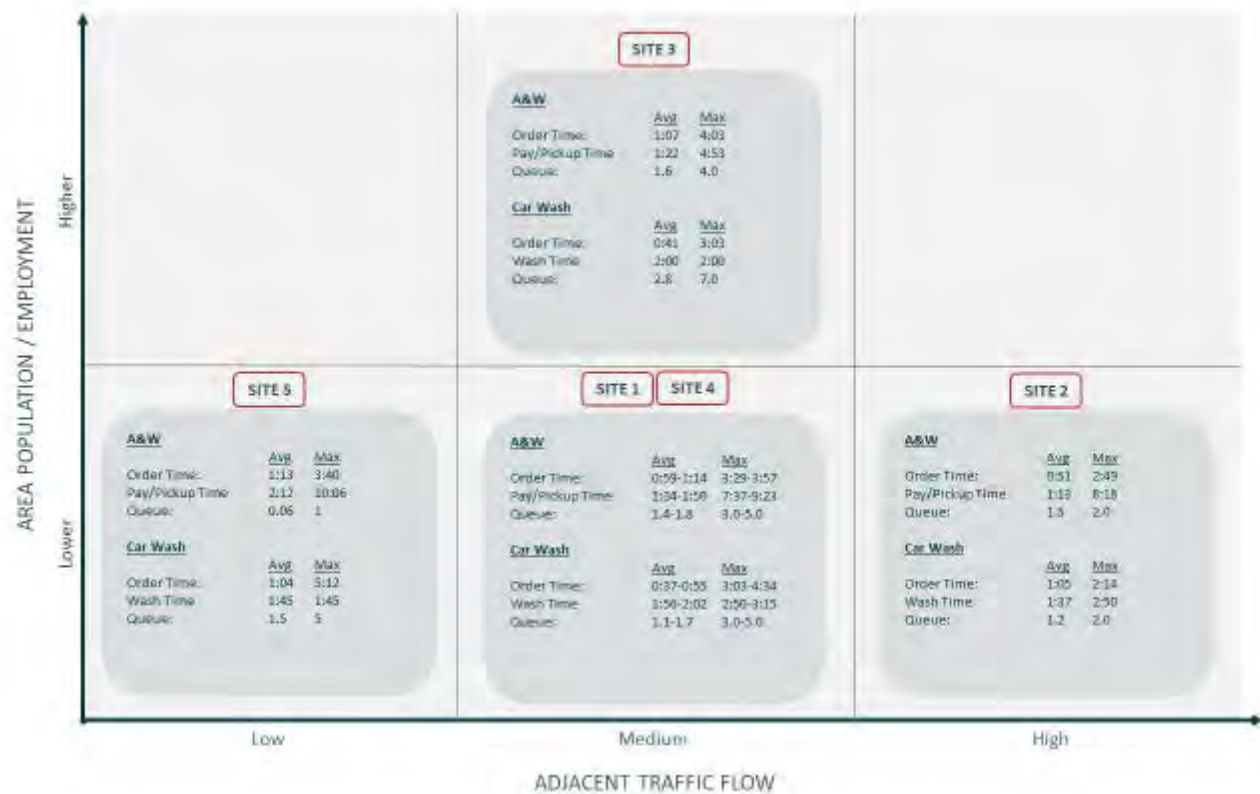 AREA POPULATION / EMPLOYMENT
Higher
Lower
SITE 3
A&W
Avg Max
Order Time: 1:07 4:03
Pay/Pickup Time 1:22 4:53
Queue: 1.6 4.0
Car Wash
Avg Max
Order Time: 0:41 3:03
Wash Time 2:00 2:00
Queue: 2.8 7.0
SITE 5
A&W
Avg Max
Order Time: 1:13 3:40
Pay/Pickup Time 2:12 10:06
Queue: 0.06 1
Car Wash
Avg Max
Order Time: 1:04 5:12
Wash Time 1:45 1:45
Queue: 1.5 5
SITE 1 SITE 4
A&W
Avg Max
Order Time: 0:59-1:14 3:29-3:57
Pay/Pickup Time 7:37-9:23
Queue: 1.4-1.8 3.0-5.0
Car Wash
Avg Max
Order Time: 0:37-0:55 3:03-4:34
Wash Time 1:56-2:02 2:50-3:15
Queue: 1.1-1.7 3.0-5.0
SITE 2
A&W
Avg Max
Order Time: 0:51 2:49
Pay/Pickup Time 1:13 8:18
Queue: 1.5 2.0
Car Wash
Avg Max
Order Time: 1:05 2:14
Wash Time 1:37 2:50
Queue: 1.2 2.0
Low Medium High
ADJACENT TRAFFIC FLOW